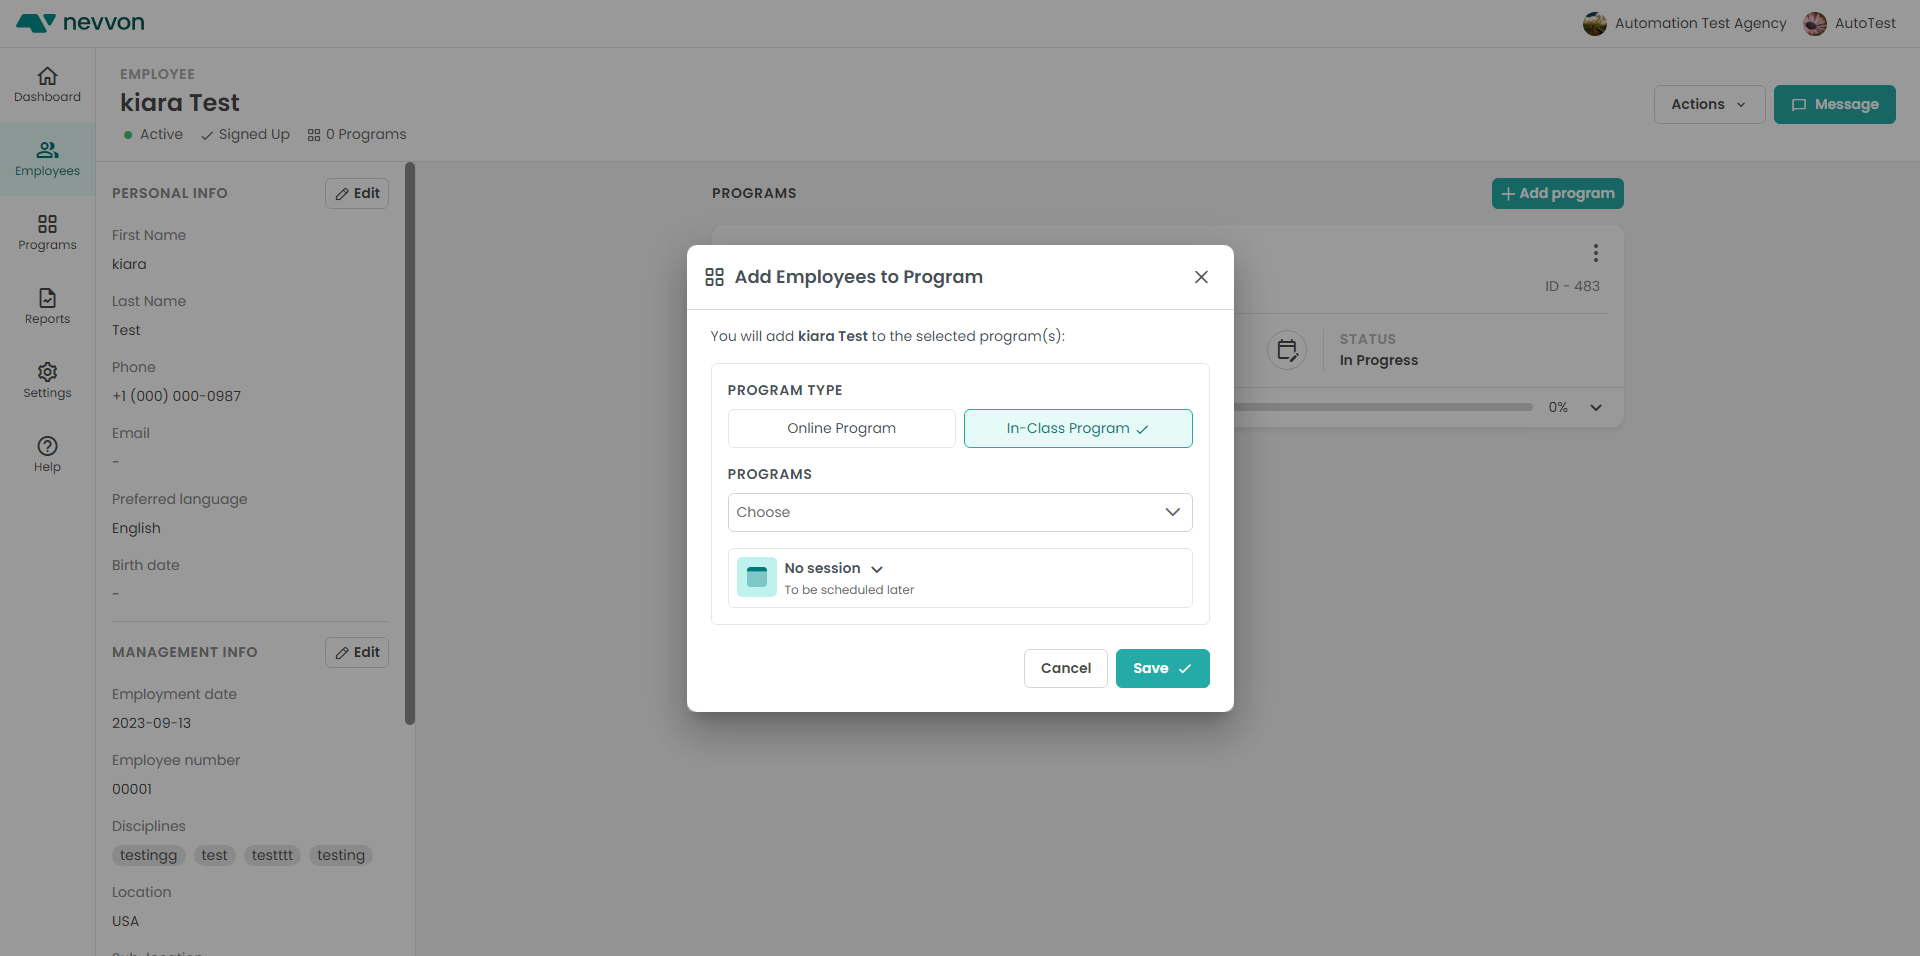 nevvon
Automation Test Agency
AutoTest
Dashboard
Employees
Programs
Reports
Settings
Help
EMPLOYEE
kiara Test
Active
Signed Up
0 Programs
Actions
Message
PERSONAL INFO
Edit
First Name
kiara
Last Name
Test
Phone
+1 (000) 000-0987
Email
-
Preferred language
English
Birth date
-
MANAGEMENT INFO
Edit
Employment date
2023-09-13
Employee number
00001
Disciplines
testingg test testttt testing
Location
USA
PROGRAMS
Add program
ID - 483
STATUS
In Progress
0%
Add Employees to Program
You will add kiara Test to the selected program(s):
PROGRAM TYPE
Online Program
In-Class Program
PROGRAMS
Choose
No session
To be scheduled later
Cancel
Save